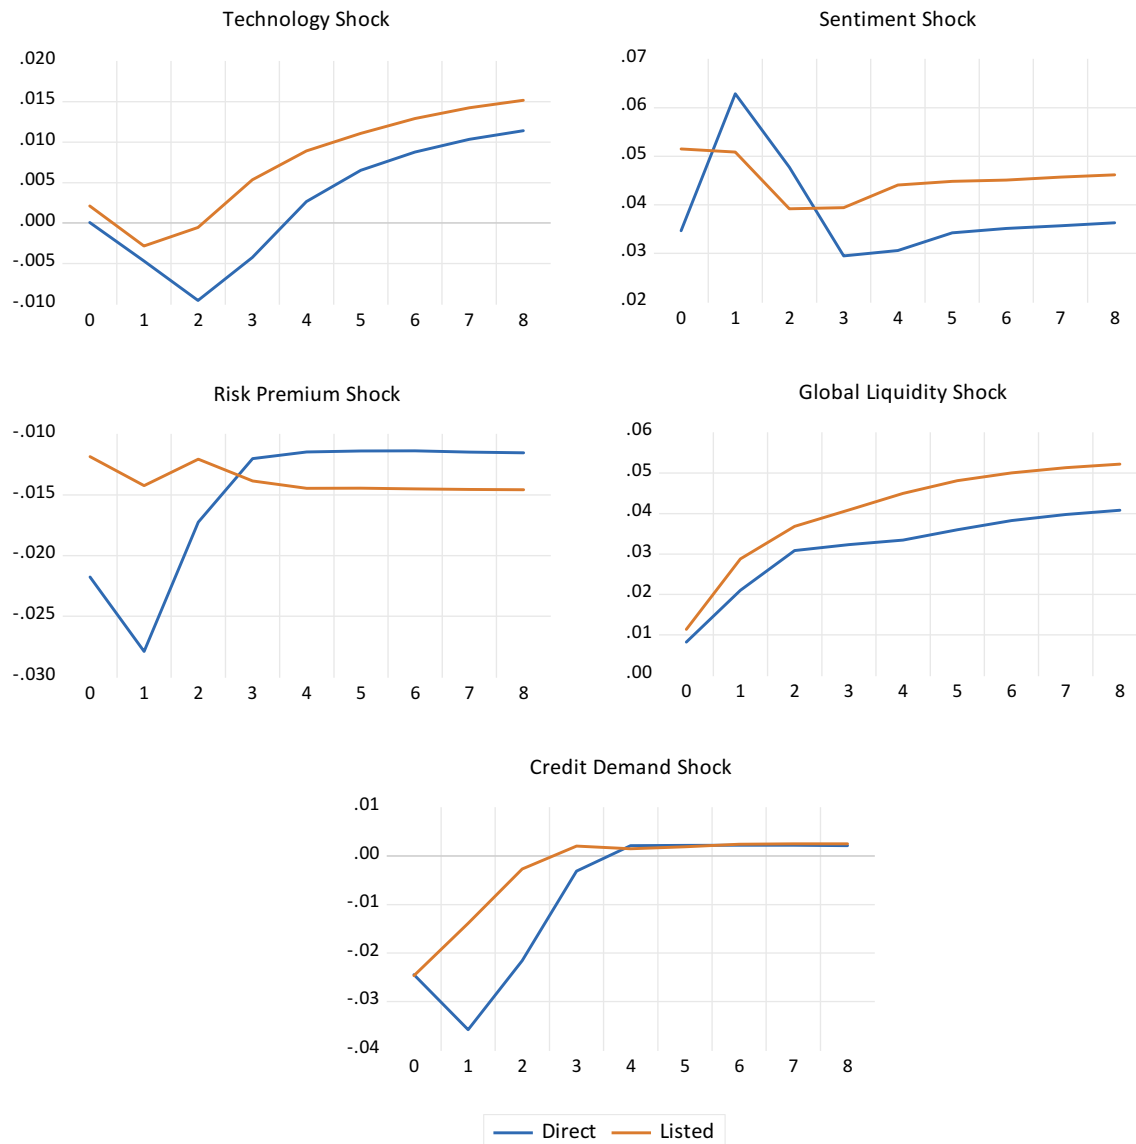 Technology Shock
.020
.015
.010
.005
.000
-.005
-.010
0 1 2 3 4 5 6 7 8
Sentiment Shock
.07
.06
.05
.04
.03
.02
0 1 2 3 4 5 6 7 8
Risk Premium Shock
-.010
-.015
-.020
-.025
-.030
0 1 2 3 4 5 6 7 8
Global Liquidity Shock
.06
.05
.04
.03
.02
.01
.00
0 1 2 3 4 5 6 7 8
Credit Demand Shock
.01
.00
-.01
-.02
-.03
-.04
0 1 2 3 4 5 6 7 8
Direct Listed